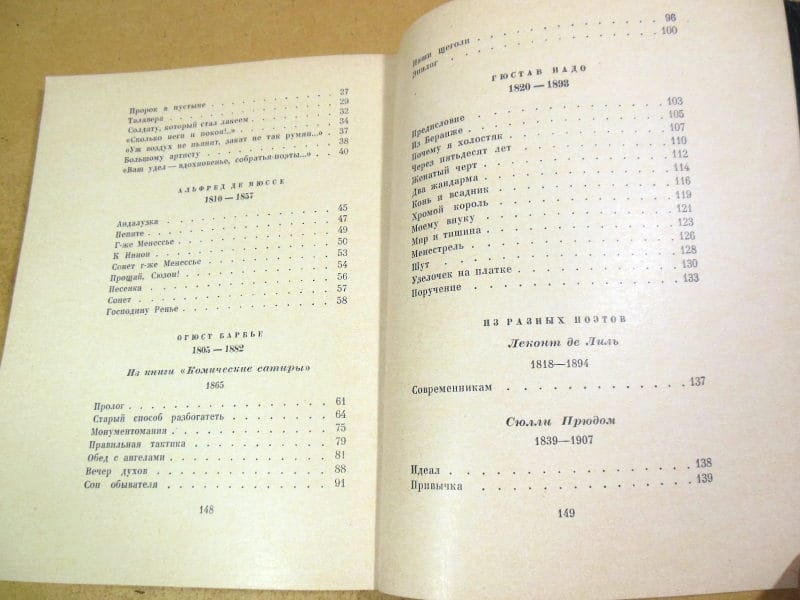 Пророк в пустыне . . . . . . . . . . 27
Талавера . . . . . . . . . . 29
Солдату, который стал лакеем . . . . . . . . . . 32
«Сколько неги и покоя!..» . . . . . . . . . . 34
«Уж воздух не пьянит, закат не так румян...» . . . 37
Большому артисту . . . . . . . . . . 38
«Ваш удел — вдохновенье, собратья-поэты...» . . . 40
АЛЬФРЕД ДЕ МЮССЕ
1810 — 1857
Андалузка . . . . . . . . . . 45
Пепите . . . . . . . . . . 47
Г-же Менессье . . . . . . . . . . 49
К Нинон . . . . . . . . . . 50
Сонет г-же Менессье . . . . . . . . . . 53
Прощай, Сюзон! . . . . . . . . . . 54
Песенка . . . . . . . . . . 56
Сонет . . . . . . . . . . 57
Господину Ренье . . . . . . . . . . 58
ОГЮСТ БАРБЬЕ
1805 — 1882
Из книги «Комические сатиры»
1865
Пролог . . . . . . . . . . 61
Старый способ разбогатеть . . . . . . . . . . 64
Монументомания . . . . . . . . . . 75
Правильная тактика . . . . . . . . . . 79
Обед с ангелами . . . . . . . . . . 81
Вечер духов . . . . . . . . . . 88
Сон обывателя . . . . . . . . . . 91
148
Наши щеголи . . . . . . . . . . 96
Эпилог . . . . . . . . . . 100
ГЮСТАВ НАДО
1820 — 1893
Предисловие . . . . . . . . . . 103
Из Беранже . . . . . . . . . . 105
Почему я холостяк . . . . . . . . . . 107
Через пятьдесят лет . . . . . . . . . . 110
Женатый черт . . . . . . . . . . 112
Два жандарма . . . . . . . . . . 114
Конь и всадник . . . . . . . . . . 116
Хромой король . . . . . . . . . . 119
Моему внуку . . . . . . . . . . 121
Мир и тишина . . . . . . . . . . 123
Менестрель . . . . . . . . . . 126
Шут . . . . . . . . . . 128
Узелочек на платке . . . . . . . . . . 130
Поручение . . . . . . . . . . 133
ИЗ РАЗНЫХ ПОЭТОВ
Леконт де Лиль
1818—1894
Современникам . . . . . . . . . . 137
Сюлли Прюдом
1839—1907
Идеал . . . . . . . . . . 138
Привычка . . . . . . . . . . 139
149